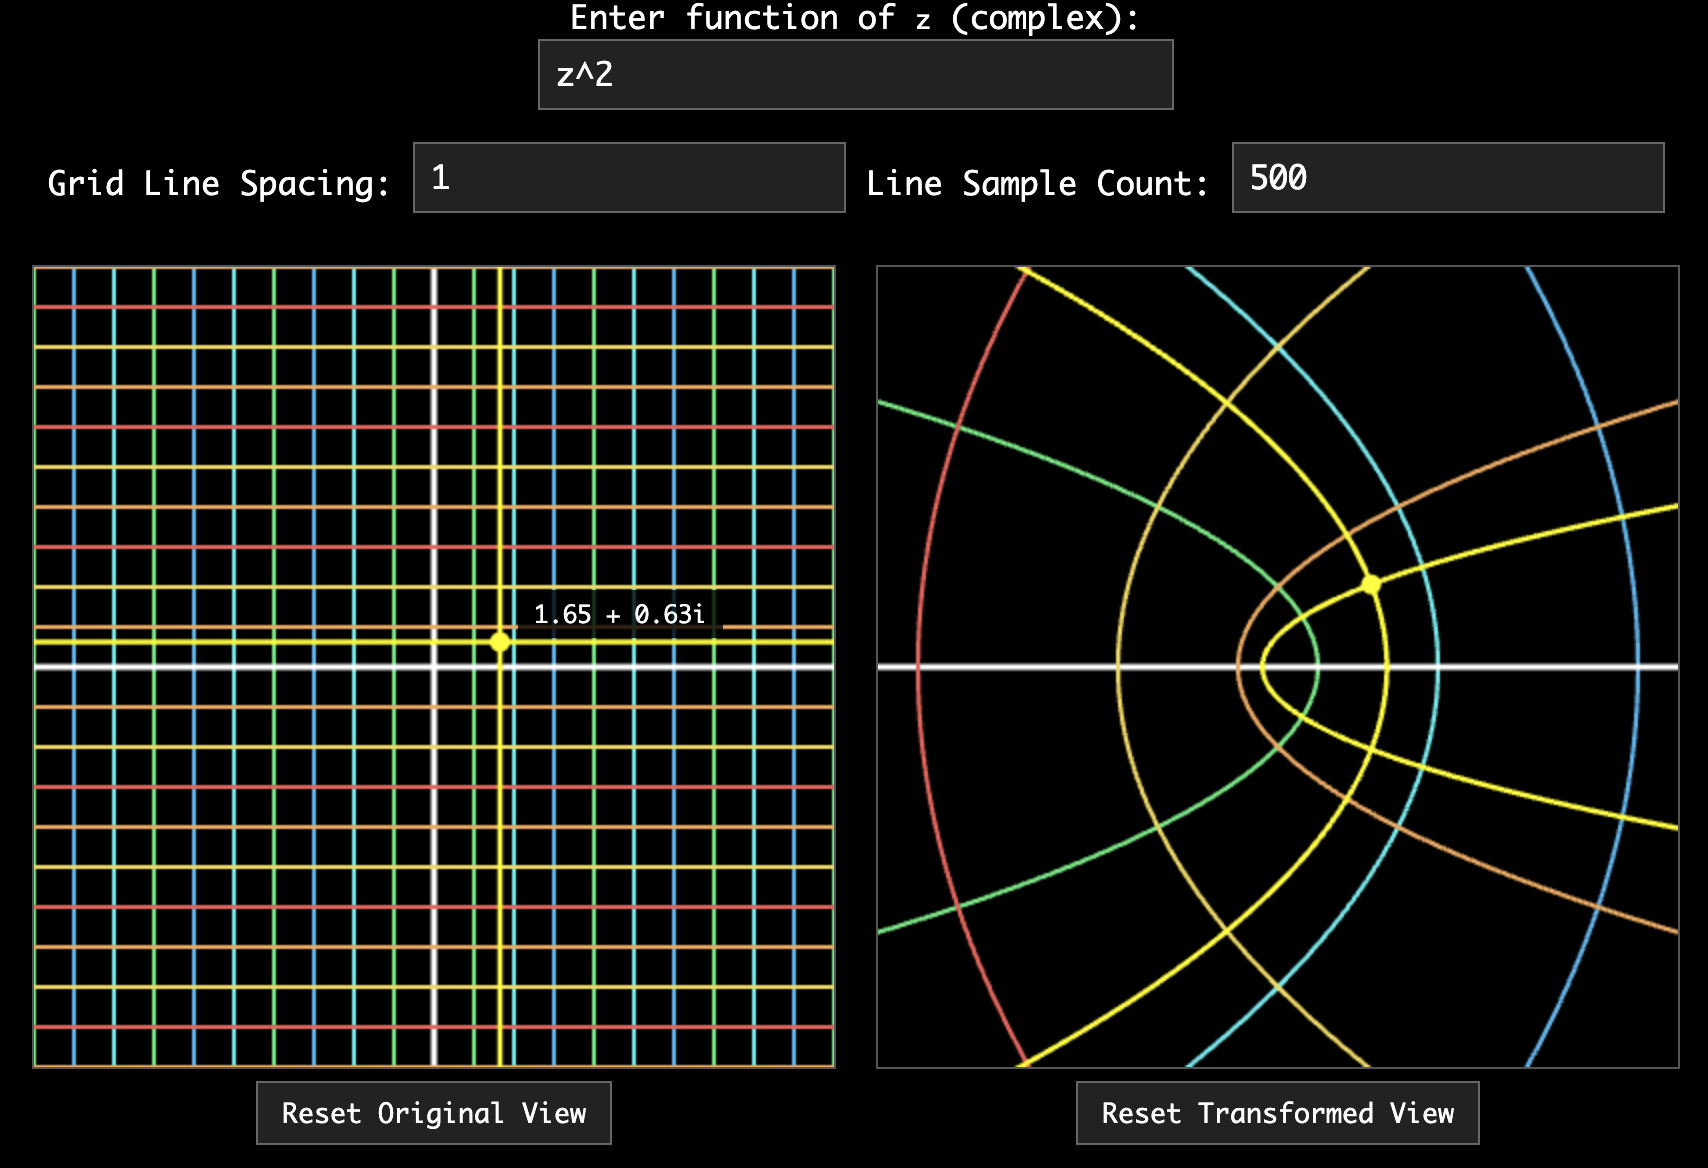 Enter function of z (complex):
z^2
Grid Line Spacing: 1 Line Sample Count: 500
1.65 + 0.63i
Reset Original View Reset Transformed View